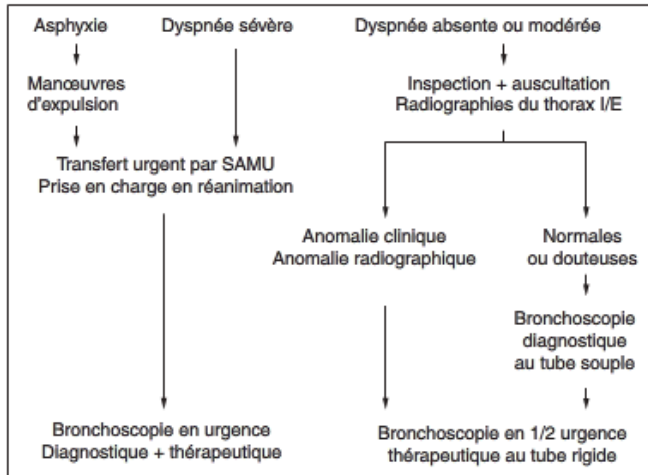 Asphyxie
Dyspnée sévère
Dyspnée absente ou modérée
Manœuvres
d'expulsion
Inspection + auscultation
Radiographies du thorax I/E
Transfert urgent par SAMU
Prise en charge en réanimation
Anomalie clinique
Anomalie radiographique
Normales
ou douteuses
Bronchoscopie
diagnostique
au tube souple
Bronchoscopie en urgence
Diagnostique + thérapeutique
Bronchoscopie en 1/2 urgence
thérapeutique au tube rigide